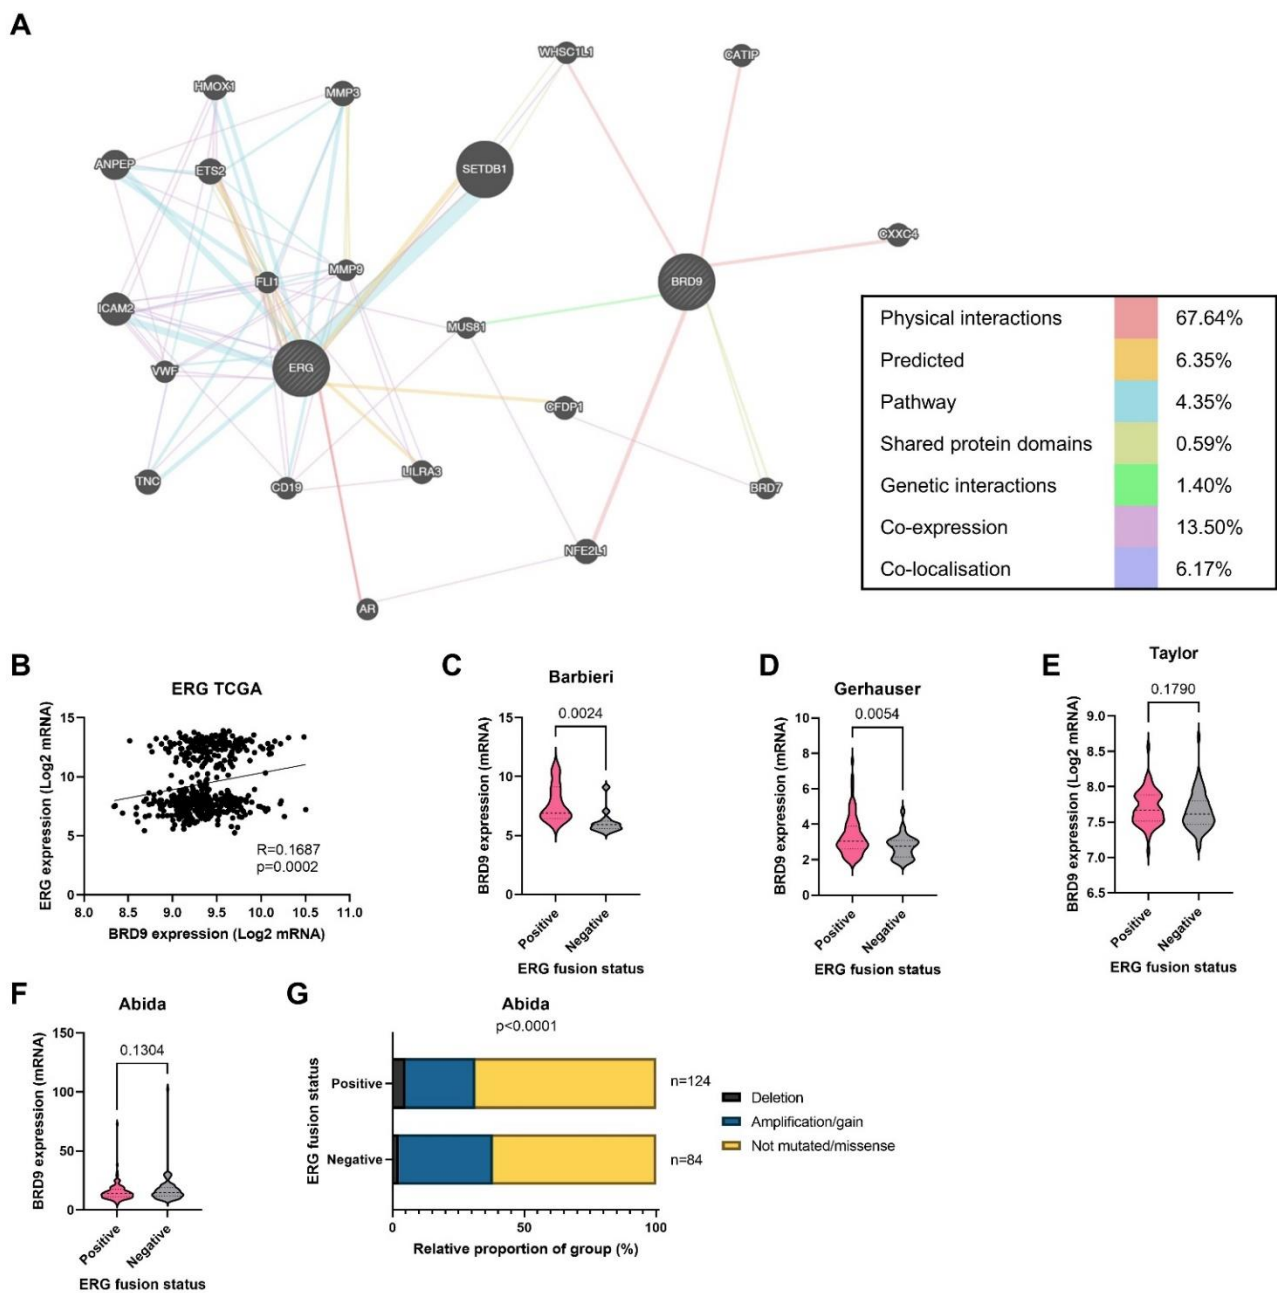 A
WHSC1L1
CATIP
HMOX1
MMP3
ANPEP
ETS2
SETDB1
CXXC4
MMP9
FLI1
BRD9
ICAM2
MUS81
VWF
ERG
CFDP1
LILRA3
TNC
CD19
BRD7
NFE2L1
AR
Physical interactions 67.64%
Predicted 6.35%
Pathway 4.35%
Shared protein domains 0.59%
Genetic interactions 1.40%
Co-expression 13.50%
Co-localisation 6.17%
B
ERG TCGA
ERG expression (Log2 mRNA)
15
10
5
0
R=0.1687
p=0.0002
8.0 8.5 9.0 9.5 10.0 10.5 11.0
BRD9 expression (Log2 mRNA)
C
Barbieri
0.0024
BRD9 expression (mRNA)
15
10
5
0
Positive Negative
ERG fusion status
D
Gerhauser
0.0054
BRD9 expression (mRNA)
10
8
6
4
2
0
Positive Negative
ERG fusion status
E
Taylor
0.1790
BRD9 expression (Log2 mRNA)
9.0
8.5
8.0
7.5
7.0
6.5
Positive Negative
ERG fusion status
F
Abida
0.1304
BRD9 expression (mRNA)
150
100
50
0
Positive Negative
ERG fusion status
G
Abida
p<0.0001
ERG fusion status
Positive n=124
Negative n=84
0 50 100
Relative proportion of group (%)
Deletion
Amplification/gain
Not mutated/missense